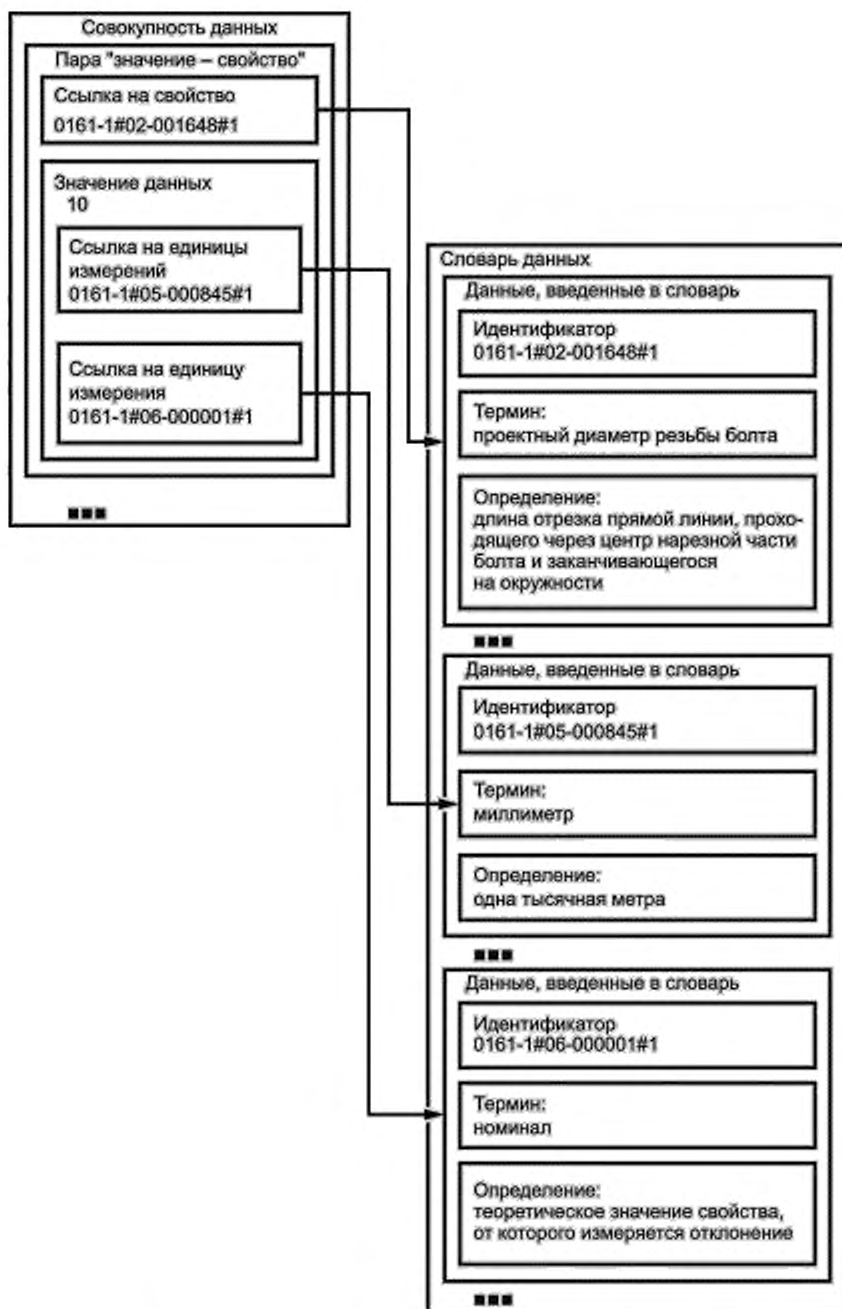 Совокупность данных
Пара "значение – свойство"
Ссылка на свойство
0161-1#02-001648#1
Значение данных
10
Ссылка на единицы
измерений
0161-1#05-000845#1
Ссылка на единицу
измерения
0161-1#06-000001#1
Словарь данных
Данные, введенные в словарь
Идентификатор
0161-1#02-001648#1
Термин:
проектный диаметр резьбы болта
Определение:
длина отрезка прямой линии, прохо-
дящего через центр нарезной части
болта и заканчивающегося
на окружности
Данные, введенные в словарь
Идентификатор
0161-1#05-000845#1
Термин:
миллиметр
Определение:
одна тысячная метра
Данные, введенные в словарь
Идентификатор
0161-1#06-000001#1
Термин:
номинал
Определение:
теоретическое значение свойства,
от которого измеряется отклонение